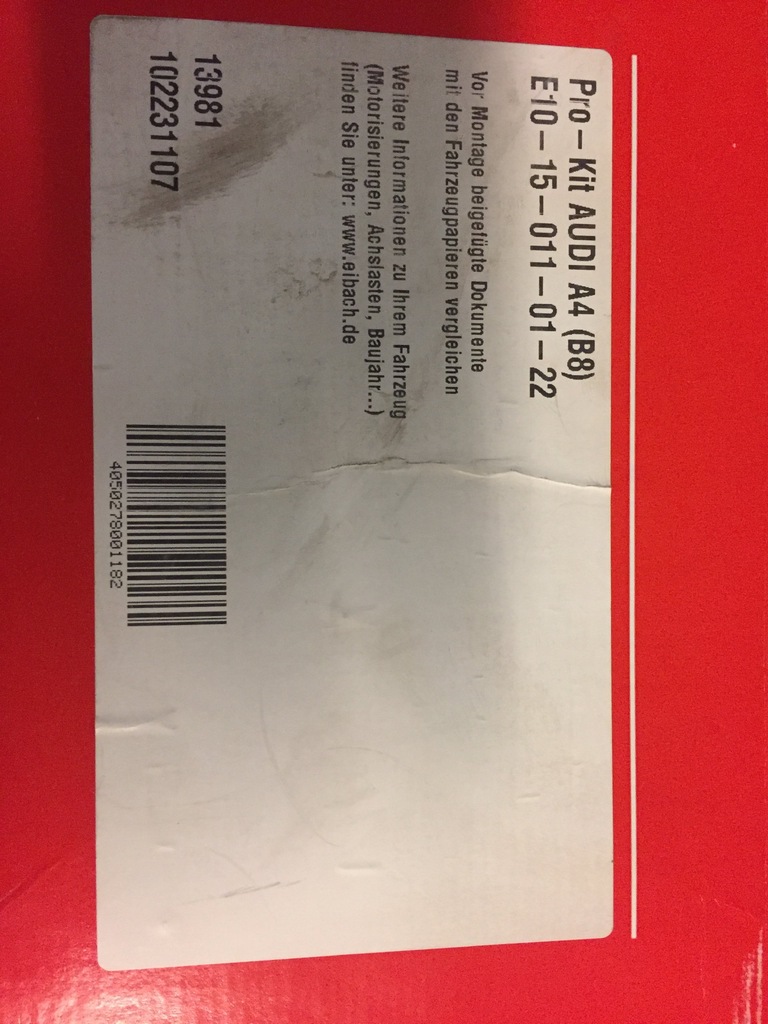 Pro-Kit AUDI A4 (B8)
E10-15-011-01-22
Vor Montage beigefügte Dokumente
mit den Fahrzeugpapieren vergleichen
Weitere Informationen zu Ihrem Fahrzeug
(Motorisierungen, Achslasten, Baujahr...)
finden Sie unter: www.eibach.de
13981
102231107
4050278001182